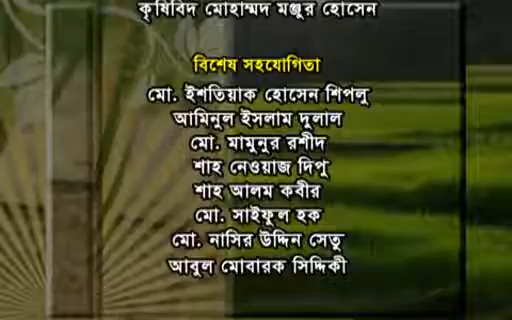 কৃষিবিদ মোহাম্মদ মঞ্জুর হোসেন
বিশেষ সহযোগিতা
মো. ইশতিয়াক হোসেন শিপলু
আমিনুল ইসলাম দুলাল
মো. মামুনুর রশীদ
শাহ নেওয়াজ দিপু
শাহ আলম কবীর
মো. সাইফুল হক
মো. নাসির উদ্দিন সেতু
আবুল মোবারক সিদ্দিকী